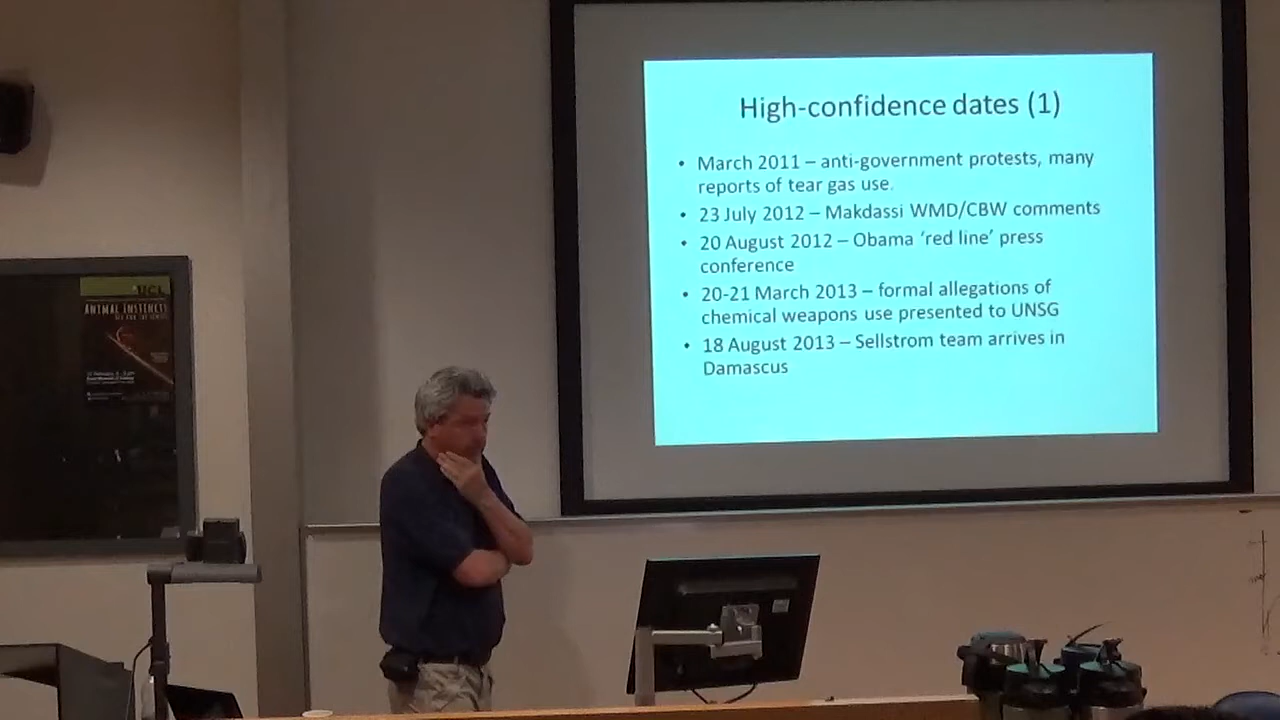 High-confidence dates (1)
• March 2011 – anti-government protests, many
reports of tear gas use.
• 23 July 2012 – Makdassi WMD/CBW comments
• 20 August 2012 – Obama ‘red line’ press
conference
• 20-21 March 2013 – formal allegations of
chemical weapons use presented to UNSG
• 18 August 2013 – Sellstrom team arrives in
Damascus
UCL
ANIMAL INSTINCTS